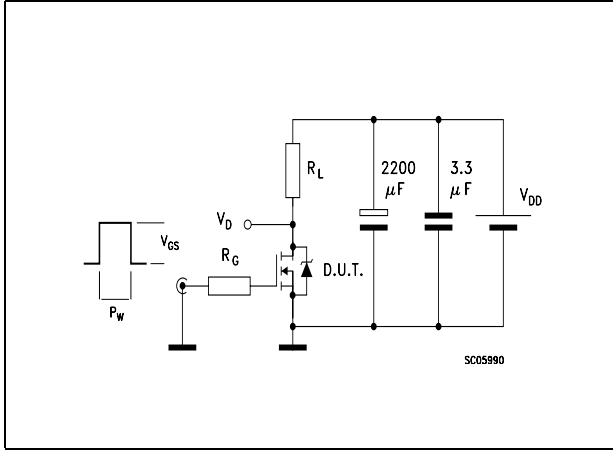 R_L
2200
μF
3.3
μF
V_DD
V_D
V_GS
R_G
D.U.T.
P_W
SC05990